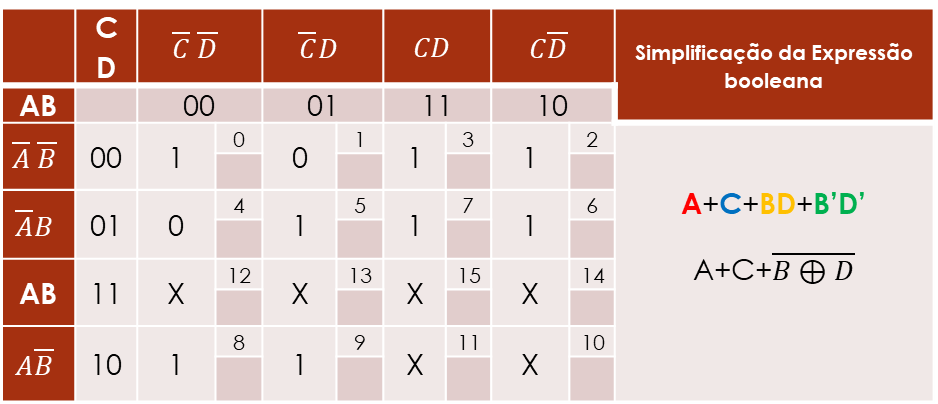 C D C̅ D̅ C̅D CD CD̅ Simplificação da Expressão
booleana
AB 00 01 11 10
A̅ B̅ 00 1 0 0 1 1 3 1 2
A̅B 01 0 4 1 5 1 7 1 6
AB 11 X 12 X 13 X 15 X 14
AB̅ 10 1 8 1 9 X 11 X 10
A+C+BD+B’D’
A+C+B̅ ⊕̅ D̅